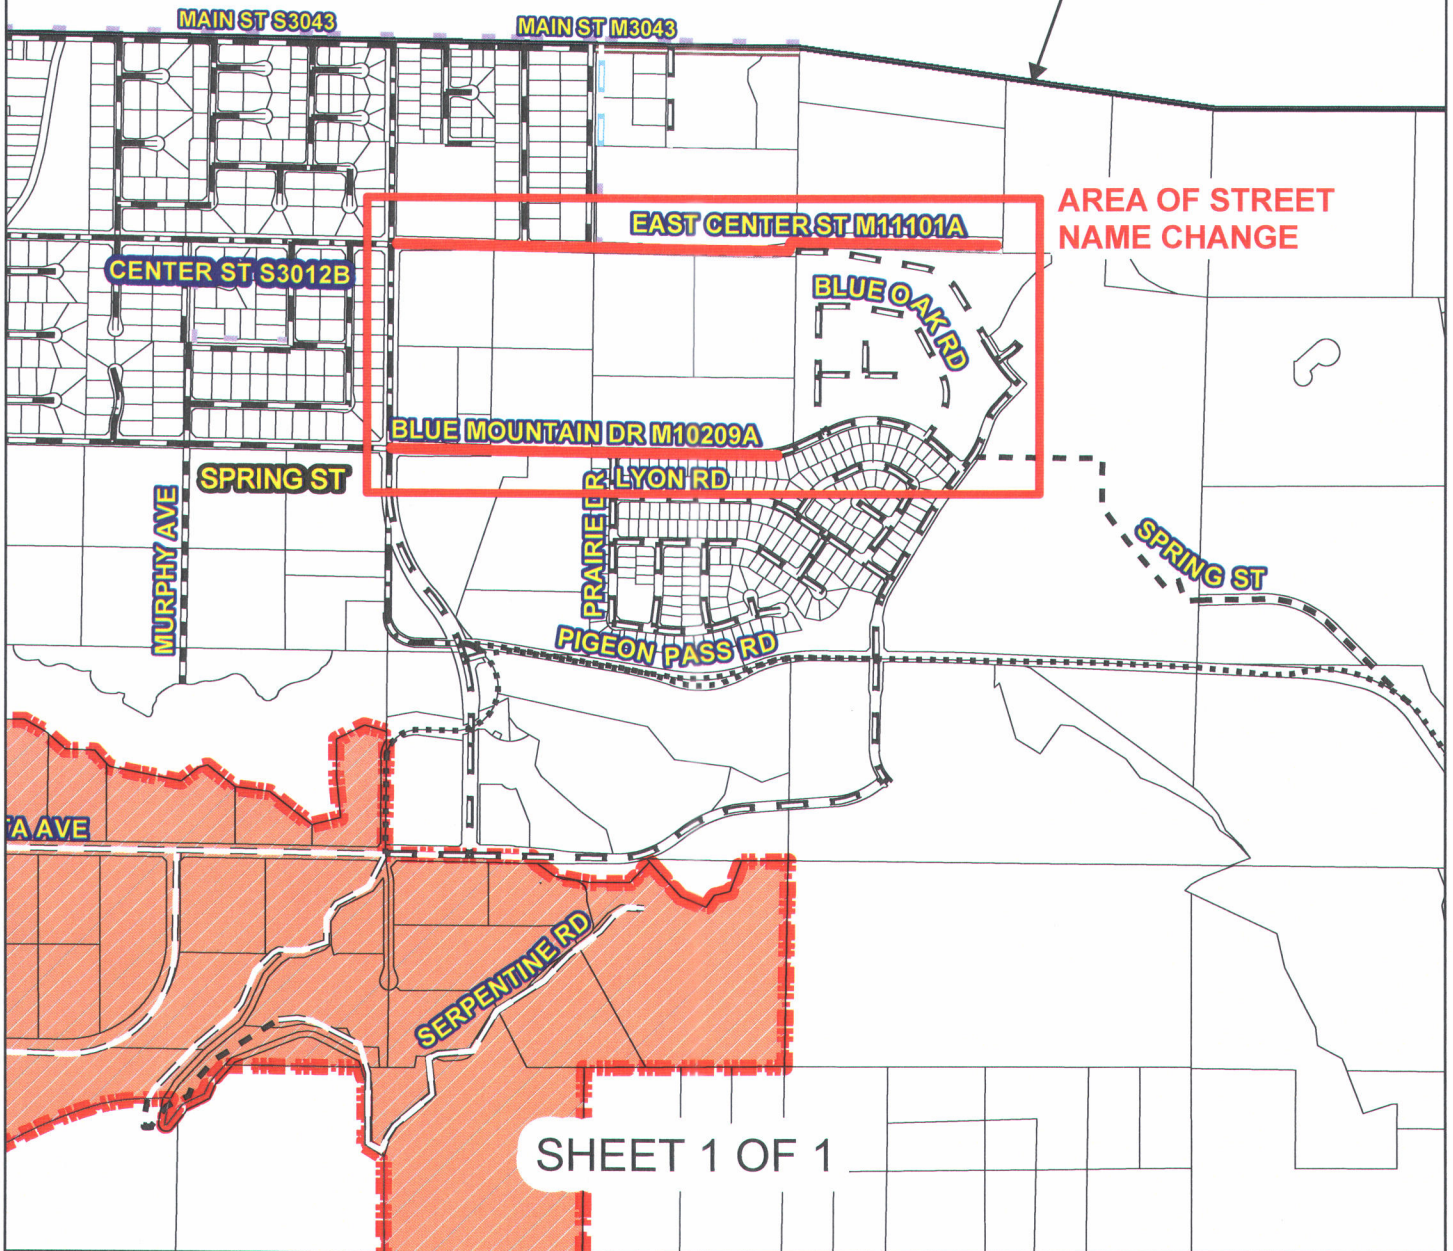 MAIN ST S3043
MAIN ST M3043
AREA OF STREET
NAME CHANGE
EAST CENTER ST M11101A
CENTER ST S3012B
BLUE OAK RD
BLUE MOUNTAIN DR M10209A
SPRING ST
LYON RD
MURPHY AVE
PRAIRIE DR
SPRING ST
PIGEON PASS RD
TA AVE
SERPENTINE RD
SHEET 1 OF 1